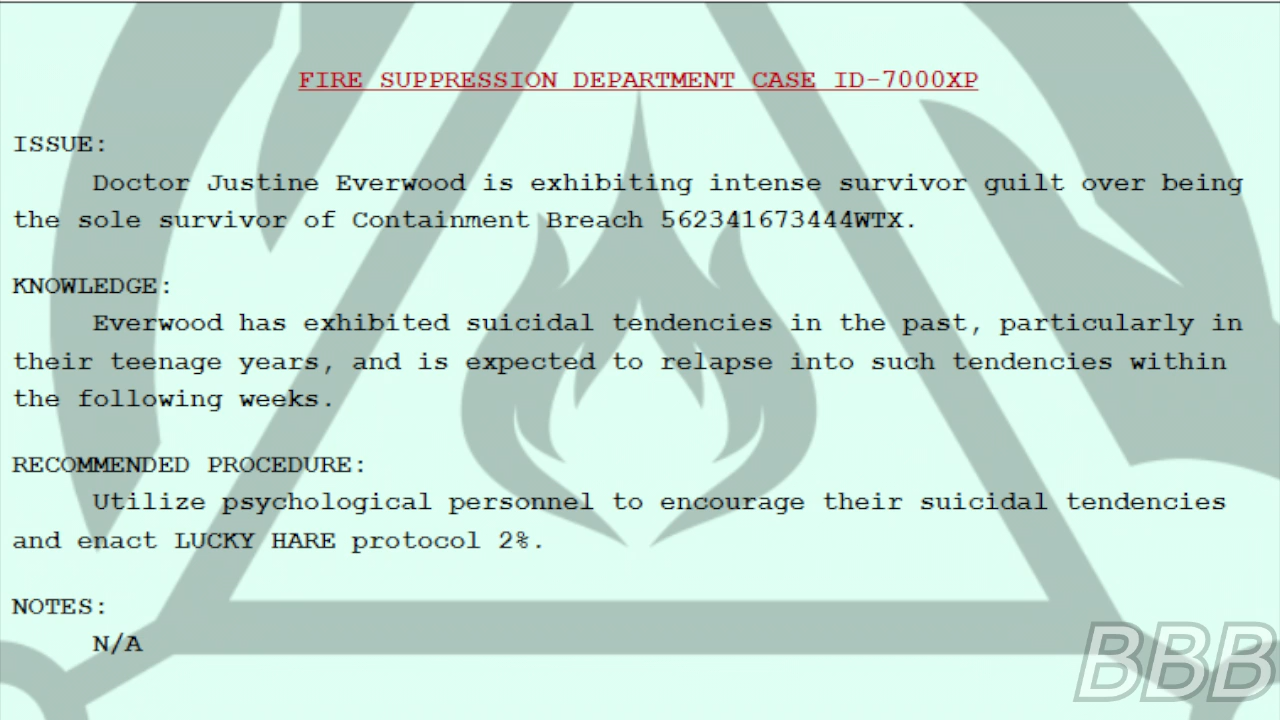 FIRE SUPPRESSION DEPARTMENT CASE ID-7000XP
ISSUE:
Doctor Justine Everwood is exhibiting intense survivor guilt over being
the sole survivor of Containment Breach 562341673444WTX.
KNOWLEDGE:
Everwood has exhibited suicidal tendencies in the past, particularly in
their teenage years, and is expected to relapse into such tendencies within
the following weeks.
RECOMMENDED PROCEDURE:
Utilize psychological personnel to encourage their suicidal tendencies
and enact LUCKY HARE protocol 2%.
NOTES:
N/A
BBB